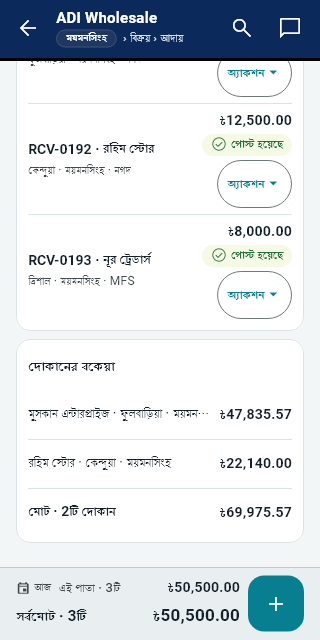 ADI Wholesale
ময়মনসিংহ › বিক্রয় › আদায়
অ্যাকশন
৳12,500.00
RCV-0192 · রহিম স্টোর
পোস্ট হয়েছে
কেন্দুয়া · ময়মনসিংহ · নগদ
অ্যাকশন
৳8,000.00
RCV-0193 · নূর ট্রেডার্স
পোস্ট হয়েছে
ত্রিশাল · ময়মনসিংহ · MFS
অ্যাকশন
দোকানের বকেয়া
মুসকান এন্টারপ্রাইজ · ফুলবাড়িয়া · ময়মন... ৳47,835.57
রহিম স্টোর · কেন্দুয়া · ময়মনসিংহ ৳22,140.00
মোট · 2টি দোকান ৳69,975.57
আজ এই পাতা · 3টি ৳50,500.00
সর্বমোট · 3টি ৳50,500.00